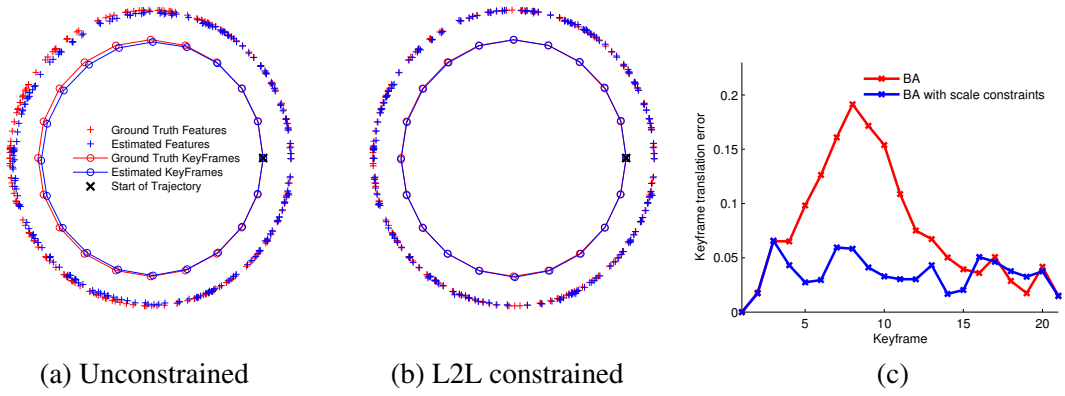 Ground Truth Features
Estimated Features
Ground Truth KeyFrames
Estimated KeyFrames
Start of Trajectory
BA
BA with scale constraints
Keyframe translation error
0.2
0.15
0.1
0.05
0
5
10
15
20
Keyframe
(a) Unconstrained
(b) L2L constrained
(c)